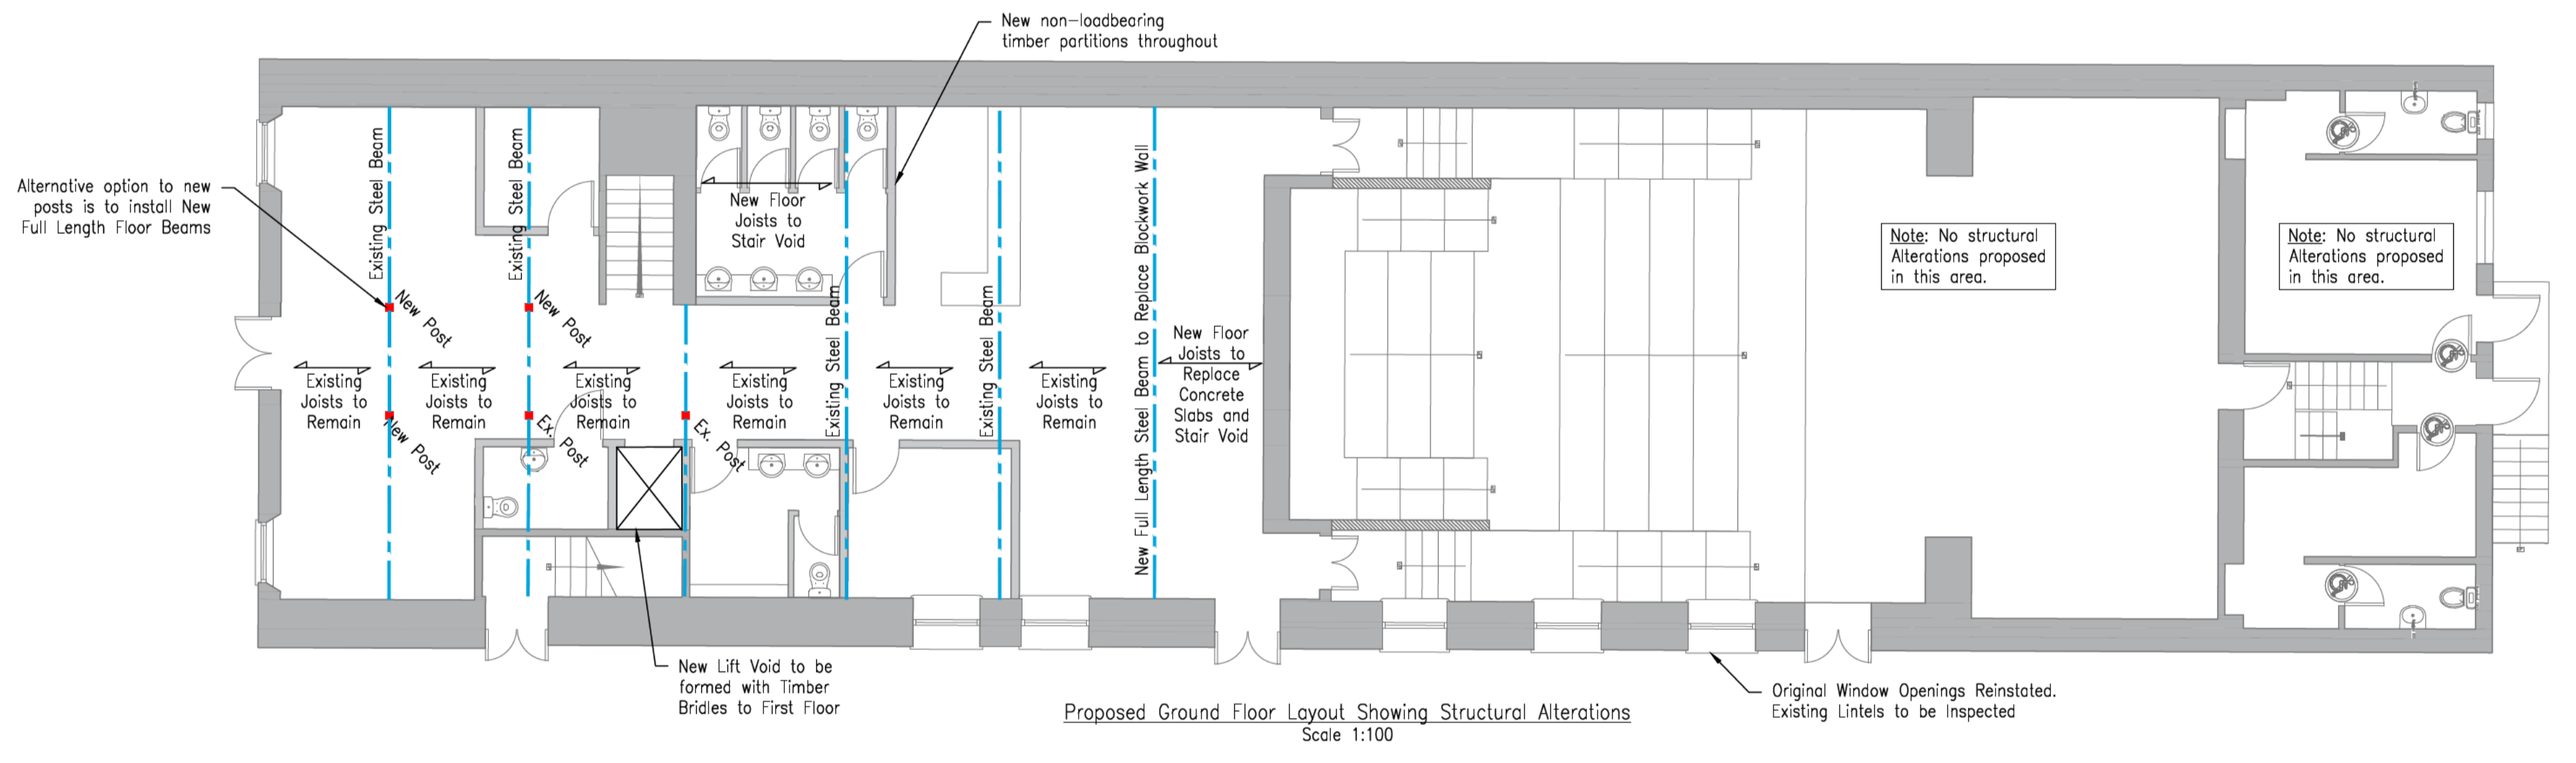 New non-loadbearing
timber partitions throughout
Alternative option to new
posts is to install New
Full Length Floor Beams
Existing Steel Beam
Existing Steel Beam
New Floor
Joists to
Stair Void
Existing Steel Beam
Existing Steel Beam
New Full Length Steel Beam to Replace Blockwork Wall
New Post
New Post
New Post
Ex. Post
Ex. Post
Existing
Joists to
Remain
Existing
Joists to
Remain
Existing
Joists to
Remain
Existing
Joists to
Remain
Existing
Joists to
Remain
Existing
Joists to
Remain
New Floor
Joists to
Replace
Concrete
Slabs and
Stair Void
Note: No structural
Alterations proposed
in this area.
Note: No structural
Alterations proposed
in this area.
New Lift Void to be
formed with Timber
Bridles to First Floor
Original Window Openings Reinstated.
Existing Lintels to be Inspected
Proposed Ground Floor Layout Showing Structural Alterations
Scale 1:100